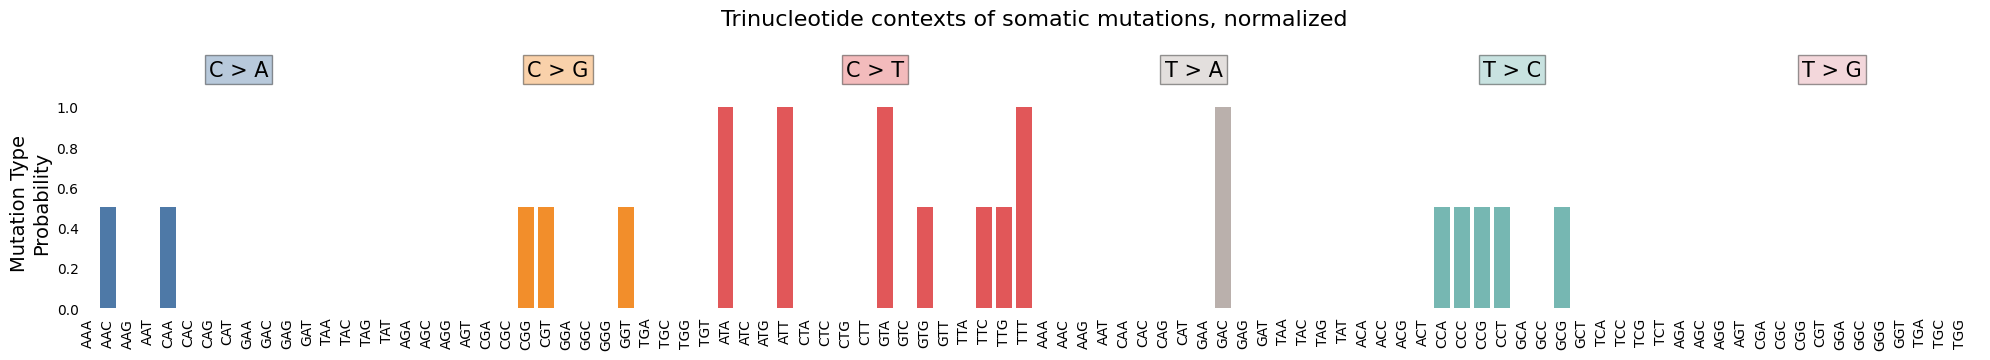 Trinucleotide contexts of somatic mutations, normalized
C > A
C > G
C > T
T > A
T > C
T > G
Mutation Type
Probability
1.0
0.8
0.6
0.4
0.2
0.0
AAA
AAC
AAG
AAT
CAA
CAC
CAG
CAT
GAA
GAC
GAG
GAT
TAA
TAC
TAG
TAT
AGA
AGC
AGG
AGT
CGA
CGC
CGG
CGT
GGA
GGC
GGG
GGT
TGA
TGC
TGG
TGT
ATA
ATC
ATG
ATT
CTA
CTC
CTG
CTT
GTA
GTC
GTG
GTT
TTA
TTC
TTG
TTT
AAA
AAC
AAG
AAT
CAA
CAC
CAG
CAT
GAA
GAC
GAG
GAT
TAA
TAC
TAG
TAT
ACA
ACC
ACG
ACT
CCA
CCC
CCG
CCT
GCA
GCC
GCG
GCT
TCA
TCC
TCG
TCT
AGA
AGC
AGG
AGT
CGA
CGC
CGG
CGT
GGA
GGC
GGG
GGT
TGA
TGC
TGG